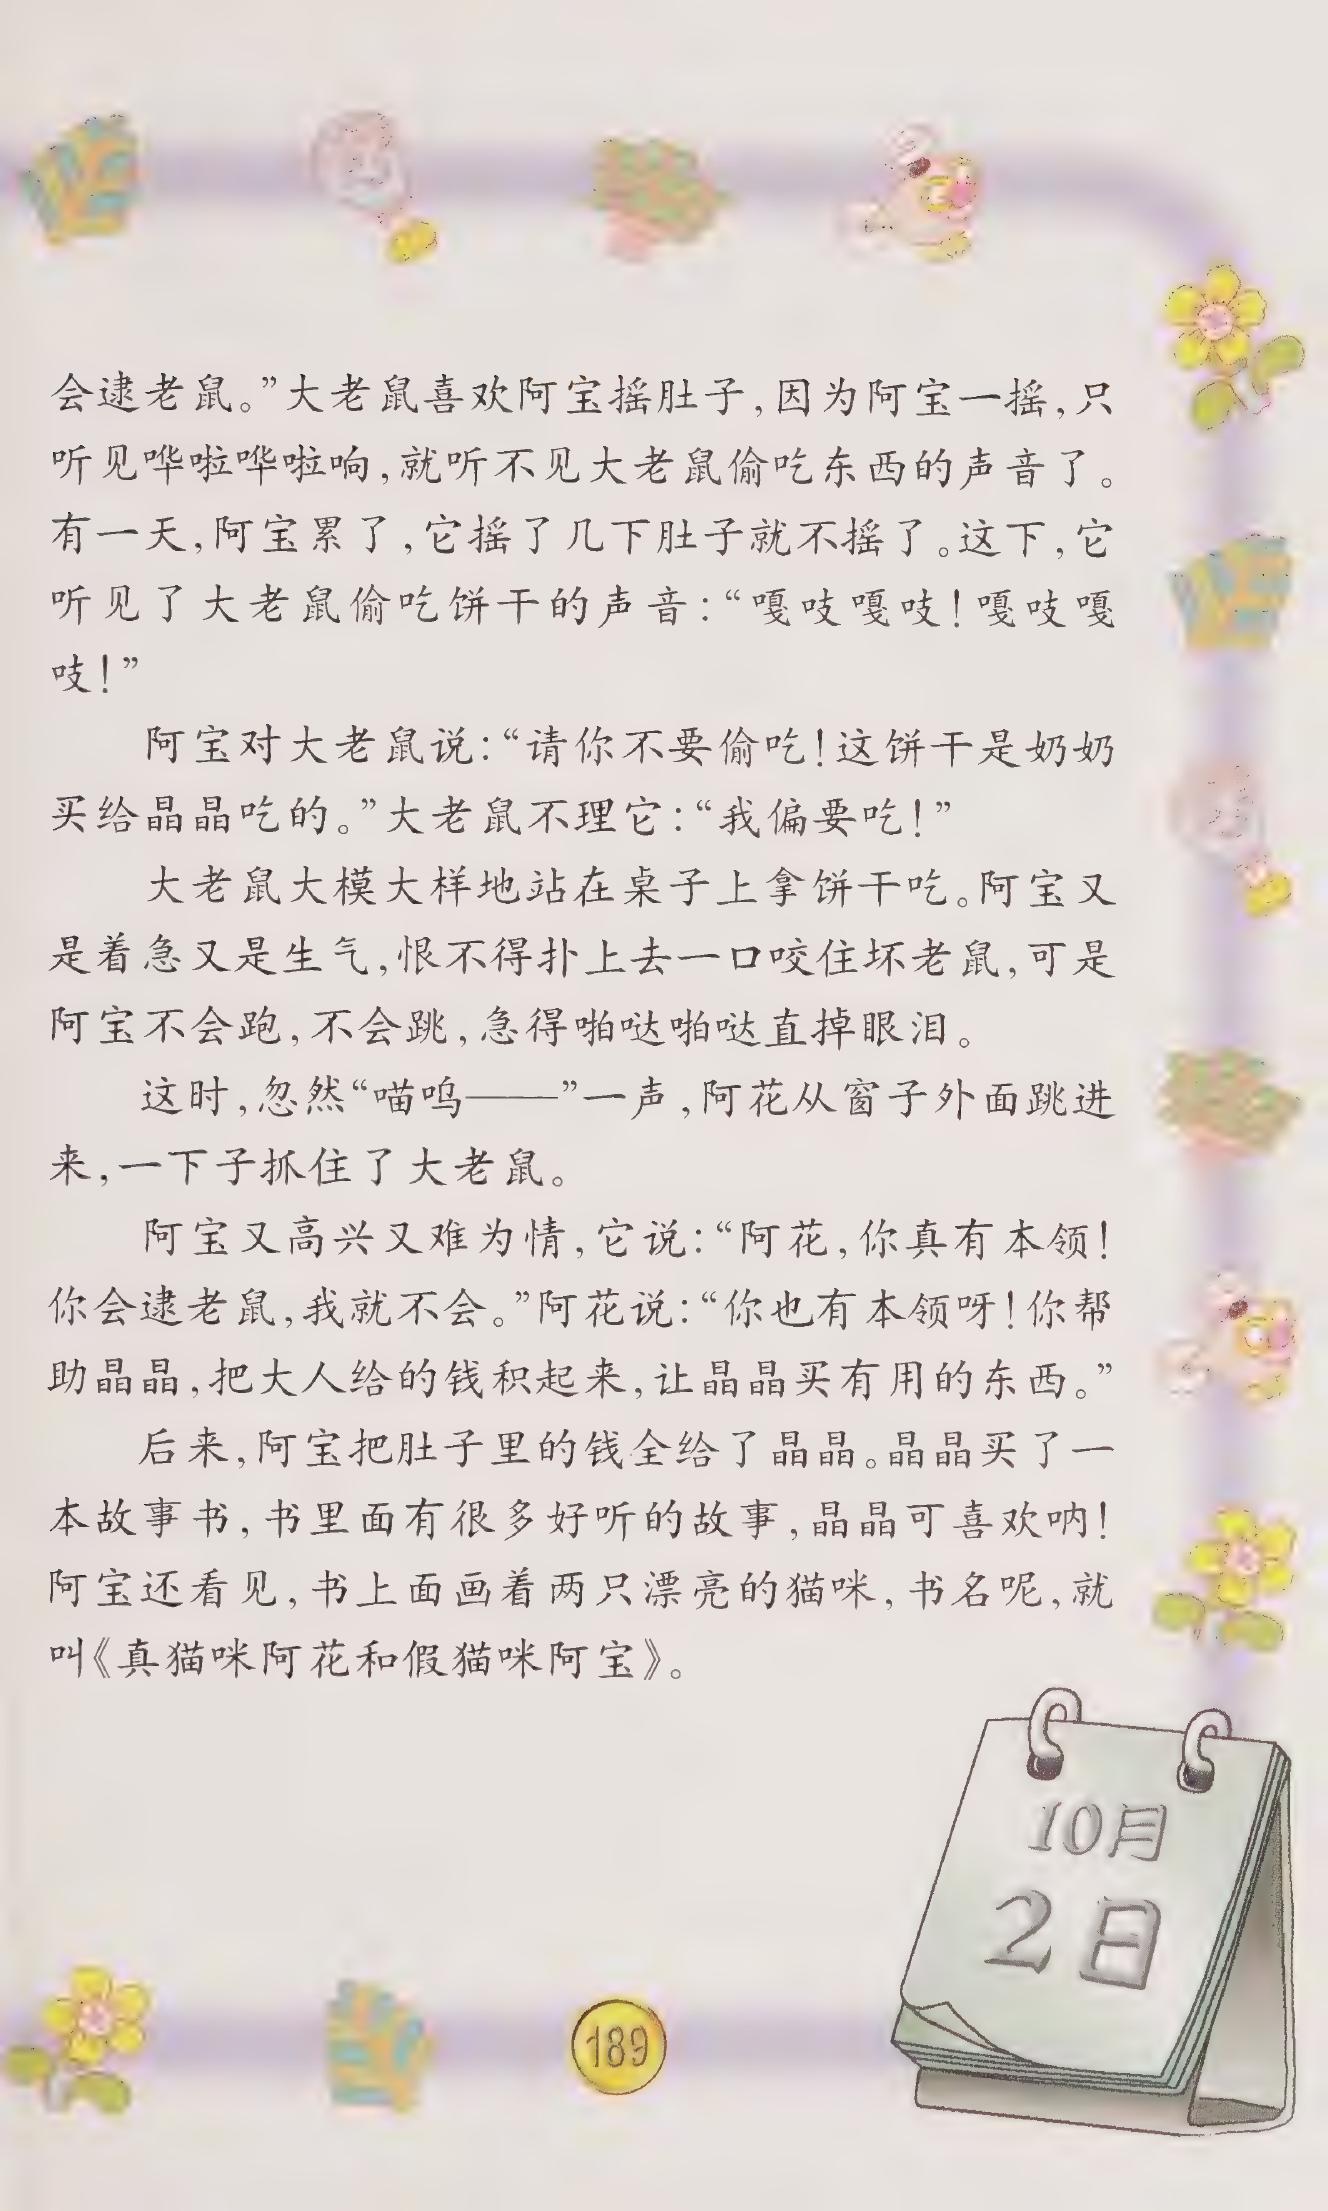 会逮老鼠。”大老鼠喜欢阿宝摇肚子,因为阿宝一摇,只
听见哗啦哗啦响,就听不见大老鼠偷吃东西的声音了。
有一天,阿宝累了,它摇了几下肚子就不摇了。这下,它
听见了大老鼠偷吃饼干的声音:“嘎吱嘎吱!嘎吱嘎
吱!”
阿宝对大老鼠说:“请你不要偷吃!这饼干是奶奶
买给晶晶吃的。”大老鼠不理它:“我偏要吃!”
大老鼠大模大样地站在桌子上拿饼干吃。阿宝又
是着急又是生气,恨不得扑上去一口咬住坏老鼠,可是
阿宝不会跑,不会跳,急得啪哒啪哒直掉眼泪。
这时,忽然“喵呜——”一声,阿花从窗子外面跳进
来,一下子抓住了大老鼠。
阿宝又高兴又难为情,它说:“阿花,你真有本领!
你会逮老鼠,我就不会。”阿花说:“你也有本领呀!你帮
助晶晶,把大人给的钱积起来,让晶晶买有用的东西。”
后来,阿宝把肚子里的钱全给了晶晶。晶晶买了一
本故事书,书里面有很多好听的故事,晶晶可喜欢呐!
阿宝还看见,书上面画着两只漂亮的猫咪,书名呢,就
叫《真猫咪阿花和假猫咪阿宝》。
10月
2日
189